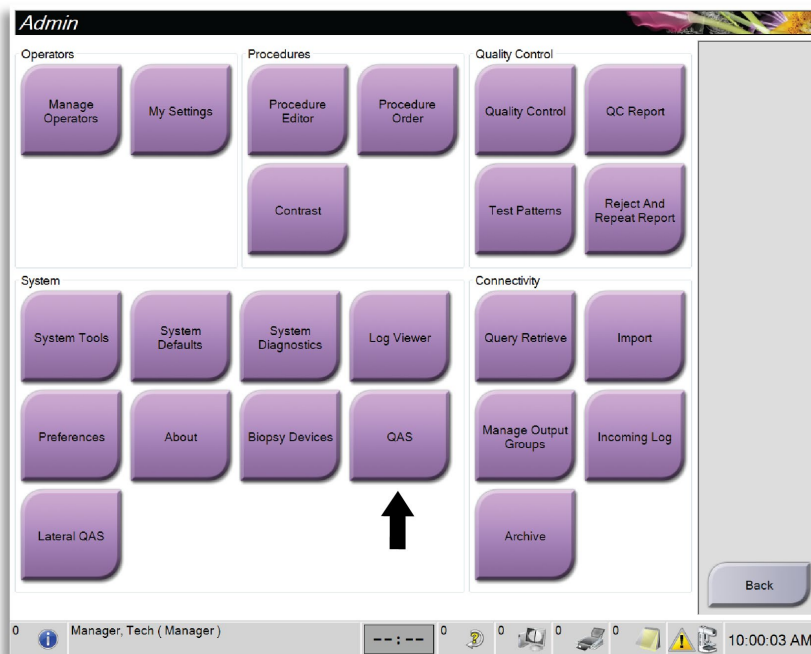 Admin
Operators
Manage
Operators
My Settings
Procedures
Procedure
Editor
Procedure
Order
Contrast
Quality Control
Quality Control
QC Report
Test Patterns
Reject And
Repeat Report
System
System Tools
System
Defaults
System
Diagnostics
Log Viewer
Preferences
About
Biopsy Devices
QAS
Lateral QAS
Connectivity
Query Retrieve
Import
Manage Output
Groups
Incoming Log
Archive
Back
0
Manager, Tech ( Manager )
--:--
0
0
0
0
10:00:03 AM